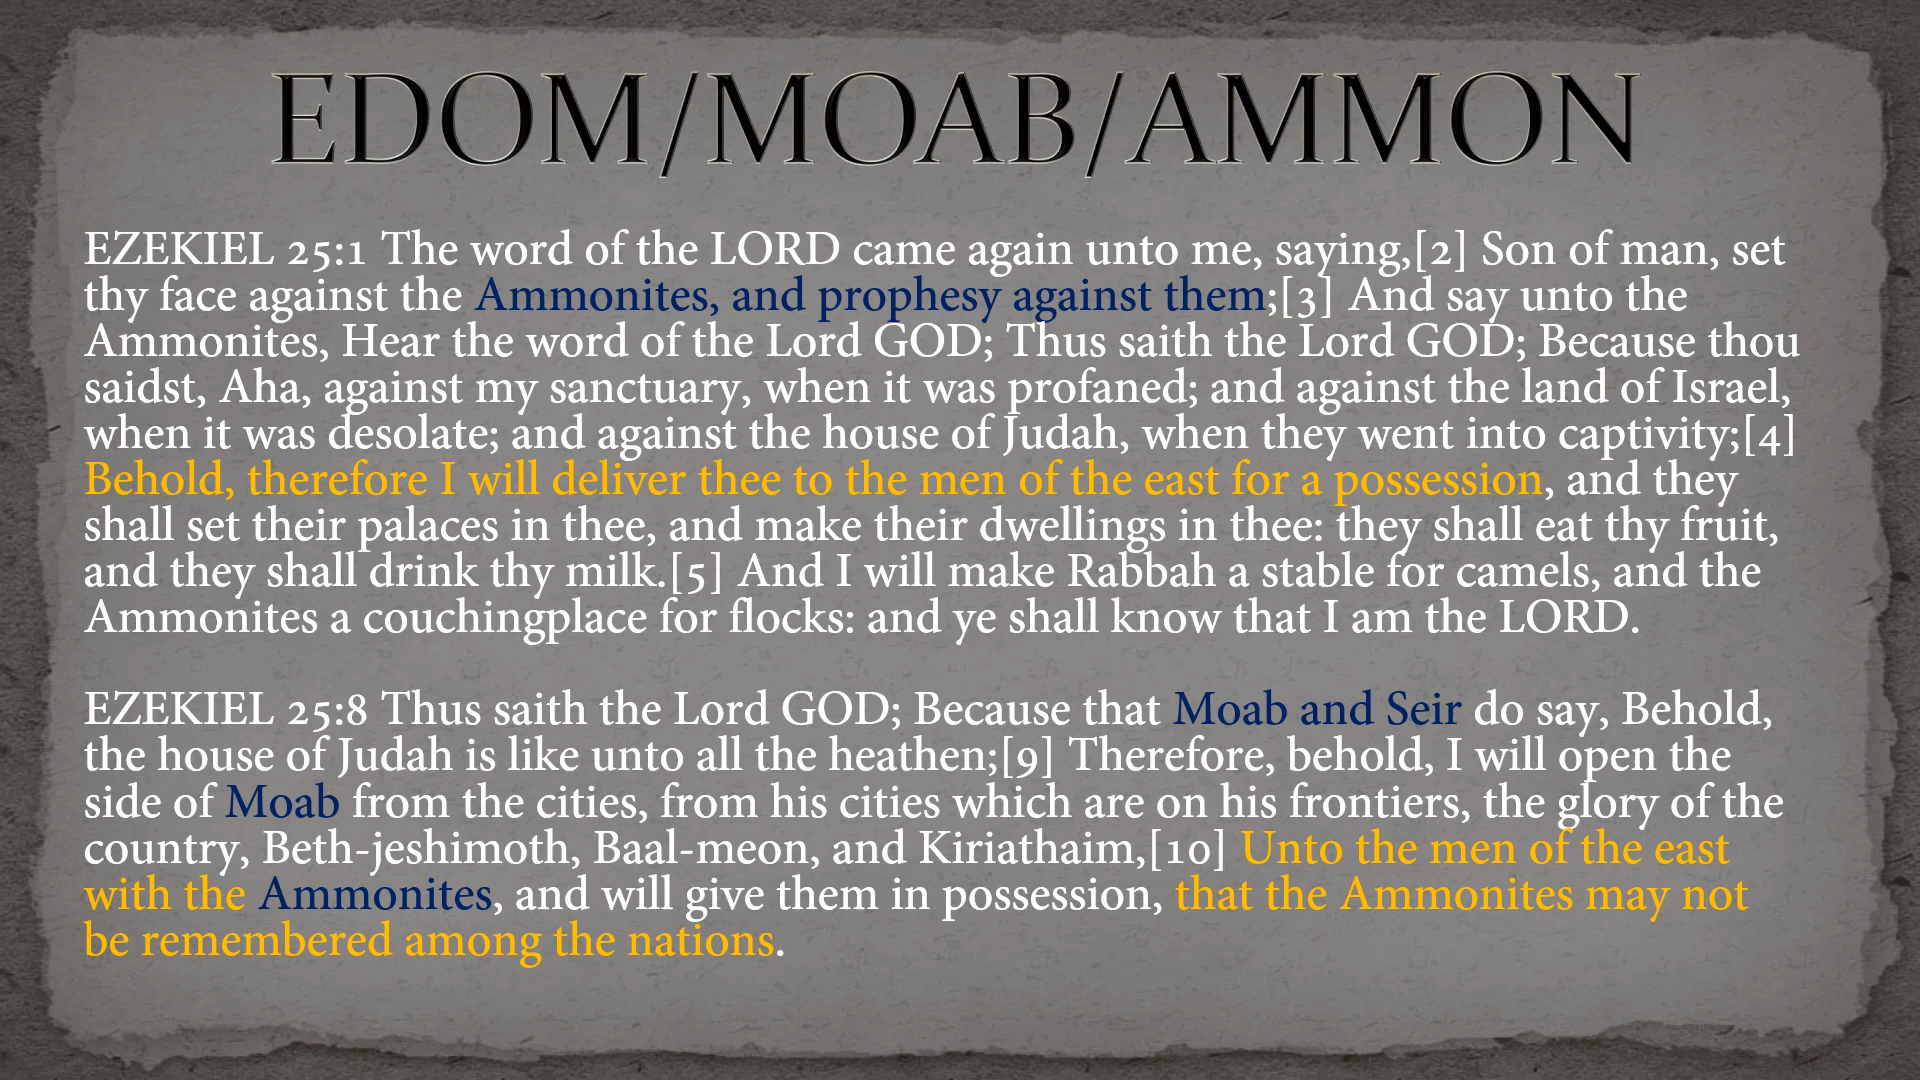 EDOM/MOAB/AMMON
EZEKIEL 25:1 The word of the LORD came again unto me, saying,[2] Son of man, set
thy face against the Ammonites, and prophesy against them;[3] And say unto the
Ammonites, Hear the word of the Lord GOD; Thus saith the Lord GOD; Because thou
saidst, Aha, against my sanctuary, when it was profaned; and against the land of Israel,
when it was desolate; and against the house of Judah, when they went into captivity;[4]
Behold, therefore I will deliver thee to the men of the east for a possession, and they
shall set their palaces in thee, and make their dwellings in thee: they shall eat thy fruit,
and they shall drink thy milk.[5] And I will make Rabbah a stable for camels, and the
Ammonites a couchingplace for flocks: and ye shall know that I am the LORD.
EZEKIEL 25:8 Thus saith the Lord GOD; Because that Moab and Seir do say, Behold,
the house of Judah is like unto all the heathen;[9] Therefore, behold, I will open the
side of Moab from the cities, from his cities which are on his frontiers, the glory of the
country, Beth-jeshimoth, Baal-meon, and Kiriathaim,[10] Unto the men of the east
with the Ammonites, and will give them in possession, that the Ammonites may not
be remembered among the nations.